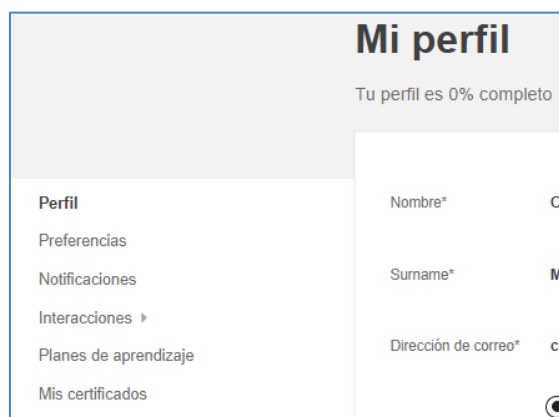 Mi perfil
Tu perfil es 0% completo
Perfil
Preferencias
Notificaciones
Interacciones
Planes de aprendizaje
Mis certificados
Nombre*
Surname*
Dirección de correo*